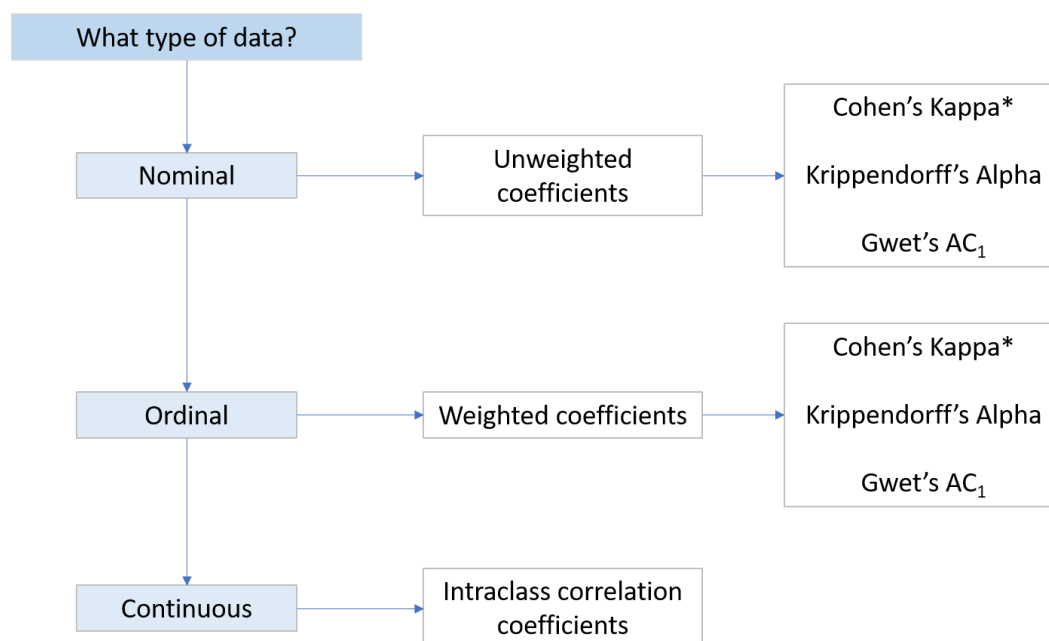 What type of data?
Nominal
Unweighted
coefficients
Cohen’s Kappa*
Krippendorff’s Alpha
Gwet’s AC₁
Ordinal
Weighted coefficients
Cohen’s Kappa*
Krippendorff’s Alpha
Gwet’s AC₁
Continuous
Intraclass correlation
coefficients